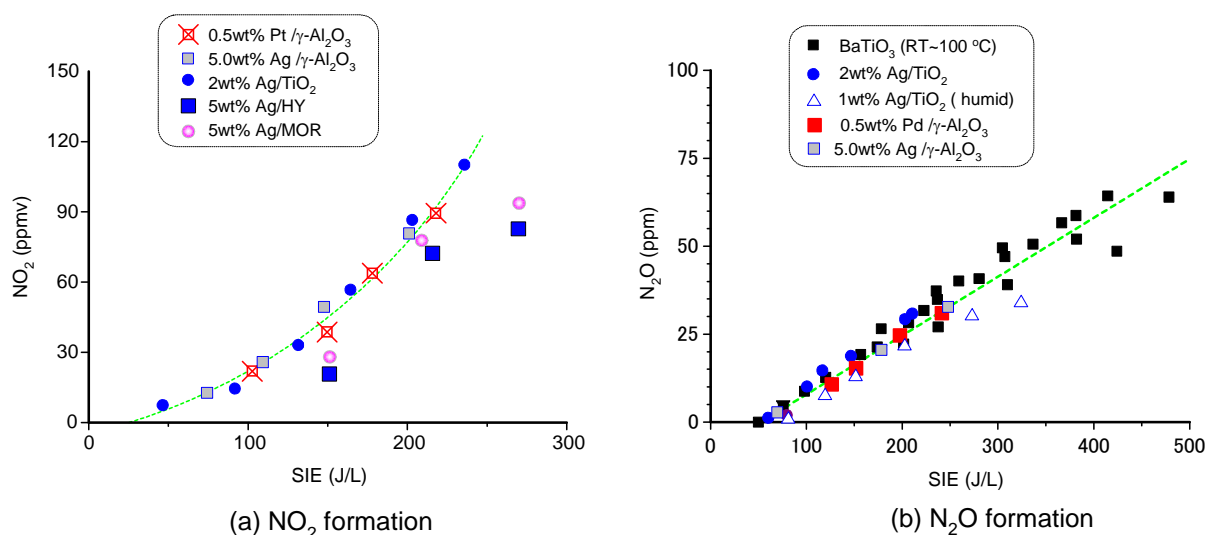 0.5wt% Pt /γ-Al₂O₃
5.0wt% Ag /γ-Al₂O₃
2wt% Ag/TiO₂
5wt% Ag/HY
5wt% Ag/MOR
150
120
90
60
30
0
NO₂ (ppmv)
0 100 200 300
SIE (J/L)
(a) NO₂ formation
BaTiO₃ (RT~100 °C)
2wt% Ag/TiO₂
1wt% Ag/TiO₂ ( humid)
0.5wt% Pd /γ-Al₂O₃
5.0wt% Ag /γ-Al₂O₃
100
75
50
25
0
N₂O (ppm)
0 100 200 300 400 500
SIE (J/L)
(b) N₂O formation